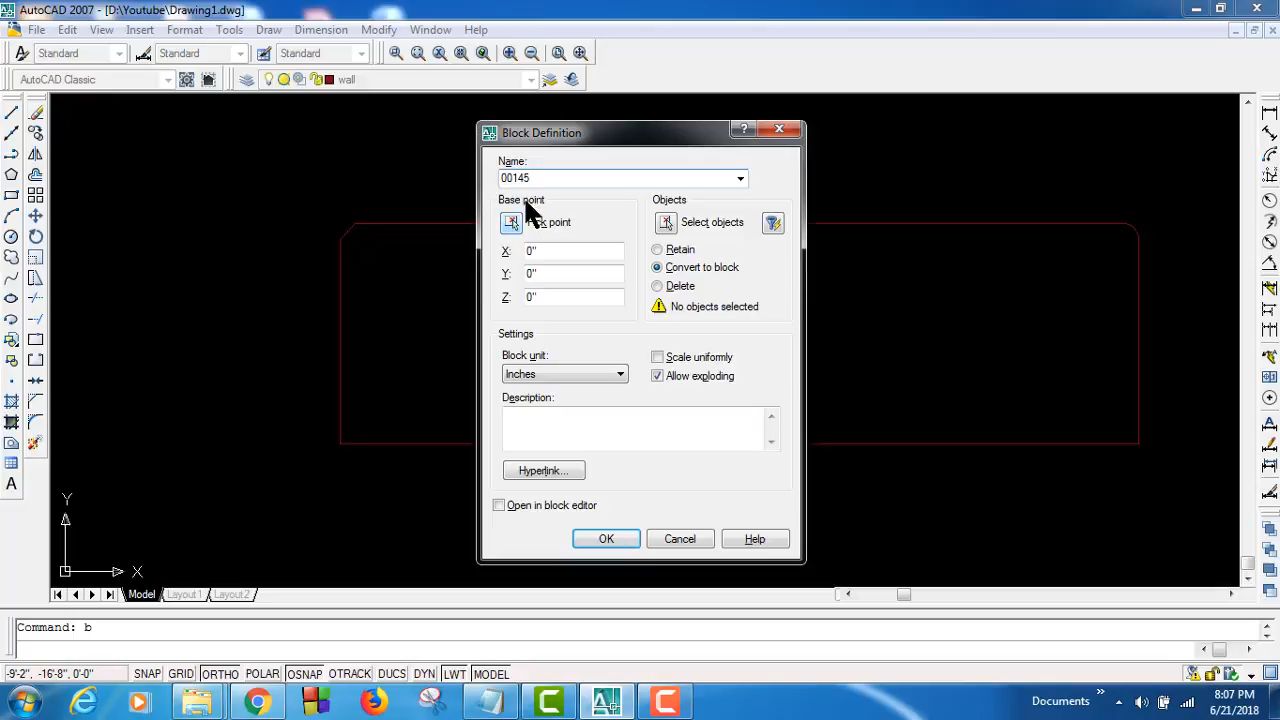 AutoCAD 2007 - [D:\Youtube\Drawing1.dwg]
File Edit View Insert Format Tools Draw Dimension Modify Window Help
Standard Standard Standard
AutoCAD Classic wall
Block Definition
Name:
00145
Base point Objects
Pick point Select objects
X: 0" Retain
Y: 0" Convert to block
Z: 0" Delete
No objects selected
Settings
Block unit: Scale uniformly
Inches Allow exploding
Description:
Hyperlink...
Open in block editor
OK Cancel Help
Y
X
Model Layout1 Layout2
Command: b
-9'-2", -16'-8", 0'-0" SNAP GRID ORTHO POLAR OSNAP OTRACK DUCS DYN LWT MODEL
Documents
8:07 PM
6/21/2018